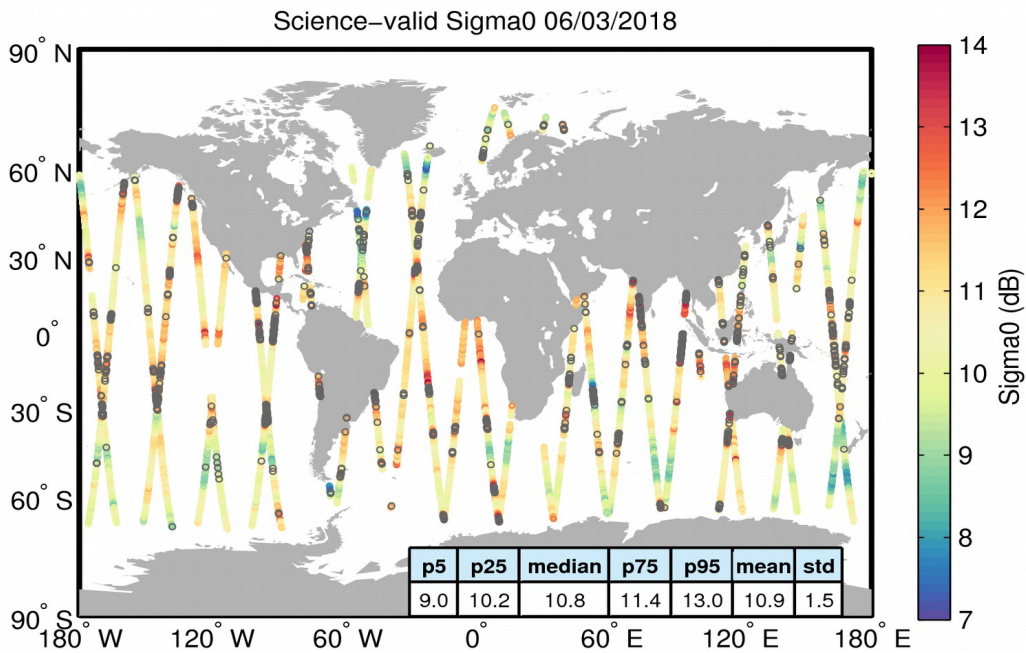 Science−valid Sigma0 06/03/2018
90° N
60° N
30° N
0°
30° S
60° S
90° S
180° W
120° W
60° W
0°
60° E
120° E
180° E
p5 p25 median p75 p95 mean std
9.0 10.2 10.8 11.4 13.0 10.9 1.5
14
13
12
11
10
9
8
7
Sigma0 (dB)